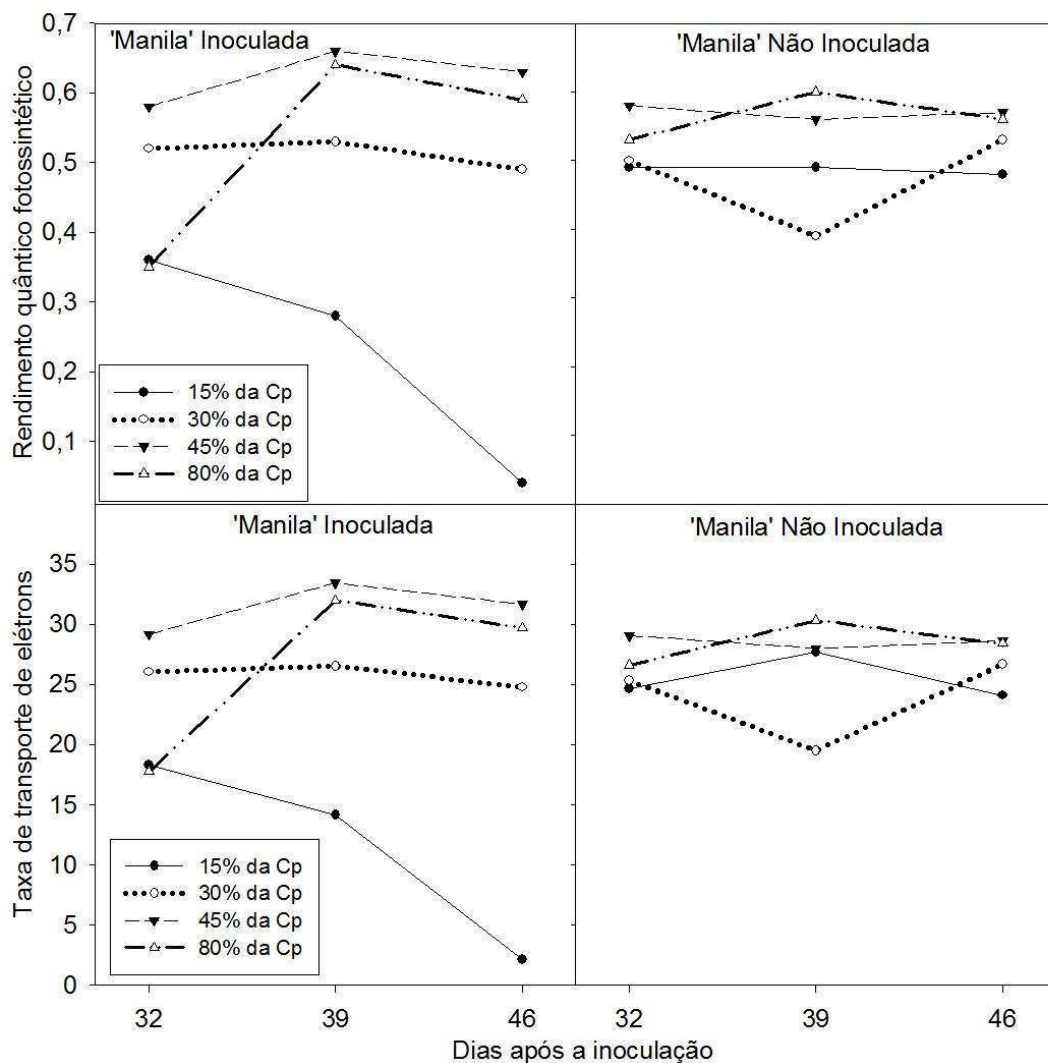 'Manila' Inoculada
'Manila' Não Inoculada
Rendimento quântico fotossintético
0,7
0,6
0,5
0,4
0,3
0,2
0,1
15% da Cp
30% da Cp
45% da Cp
80% da Cp
'Manila' Inoculada
'Manila' Não Inoculada
Taxa de transporte de elétrons
35
30
25
20
15
10
5
0
15% da Cp
30% da Cp
45% da Cp
80% da Cp
32 39 46 32 39 46
Dias após a inoculação